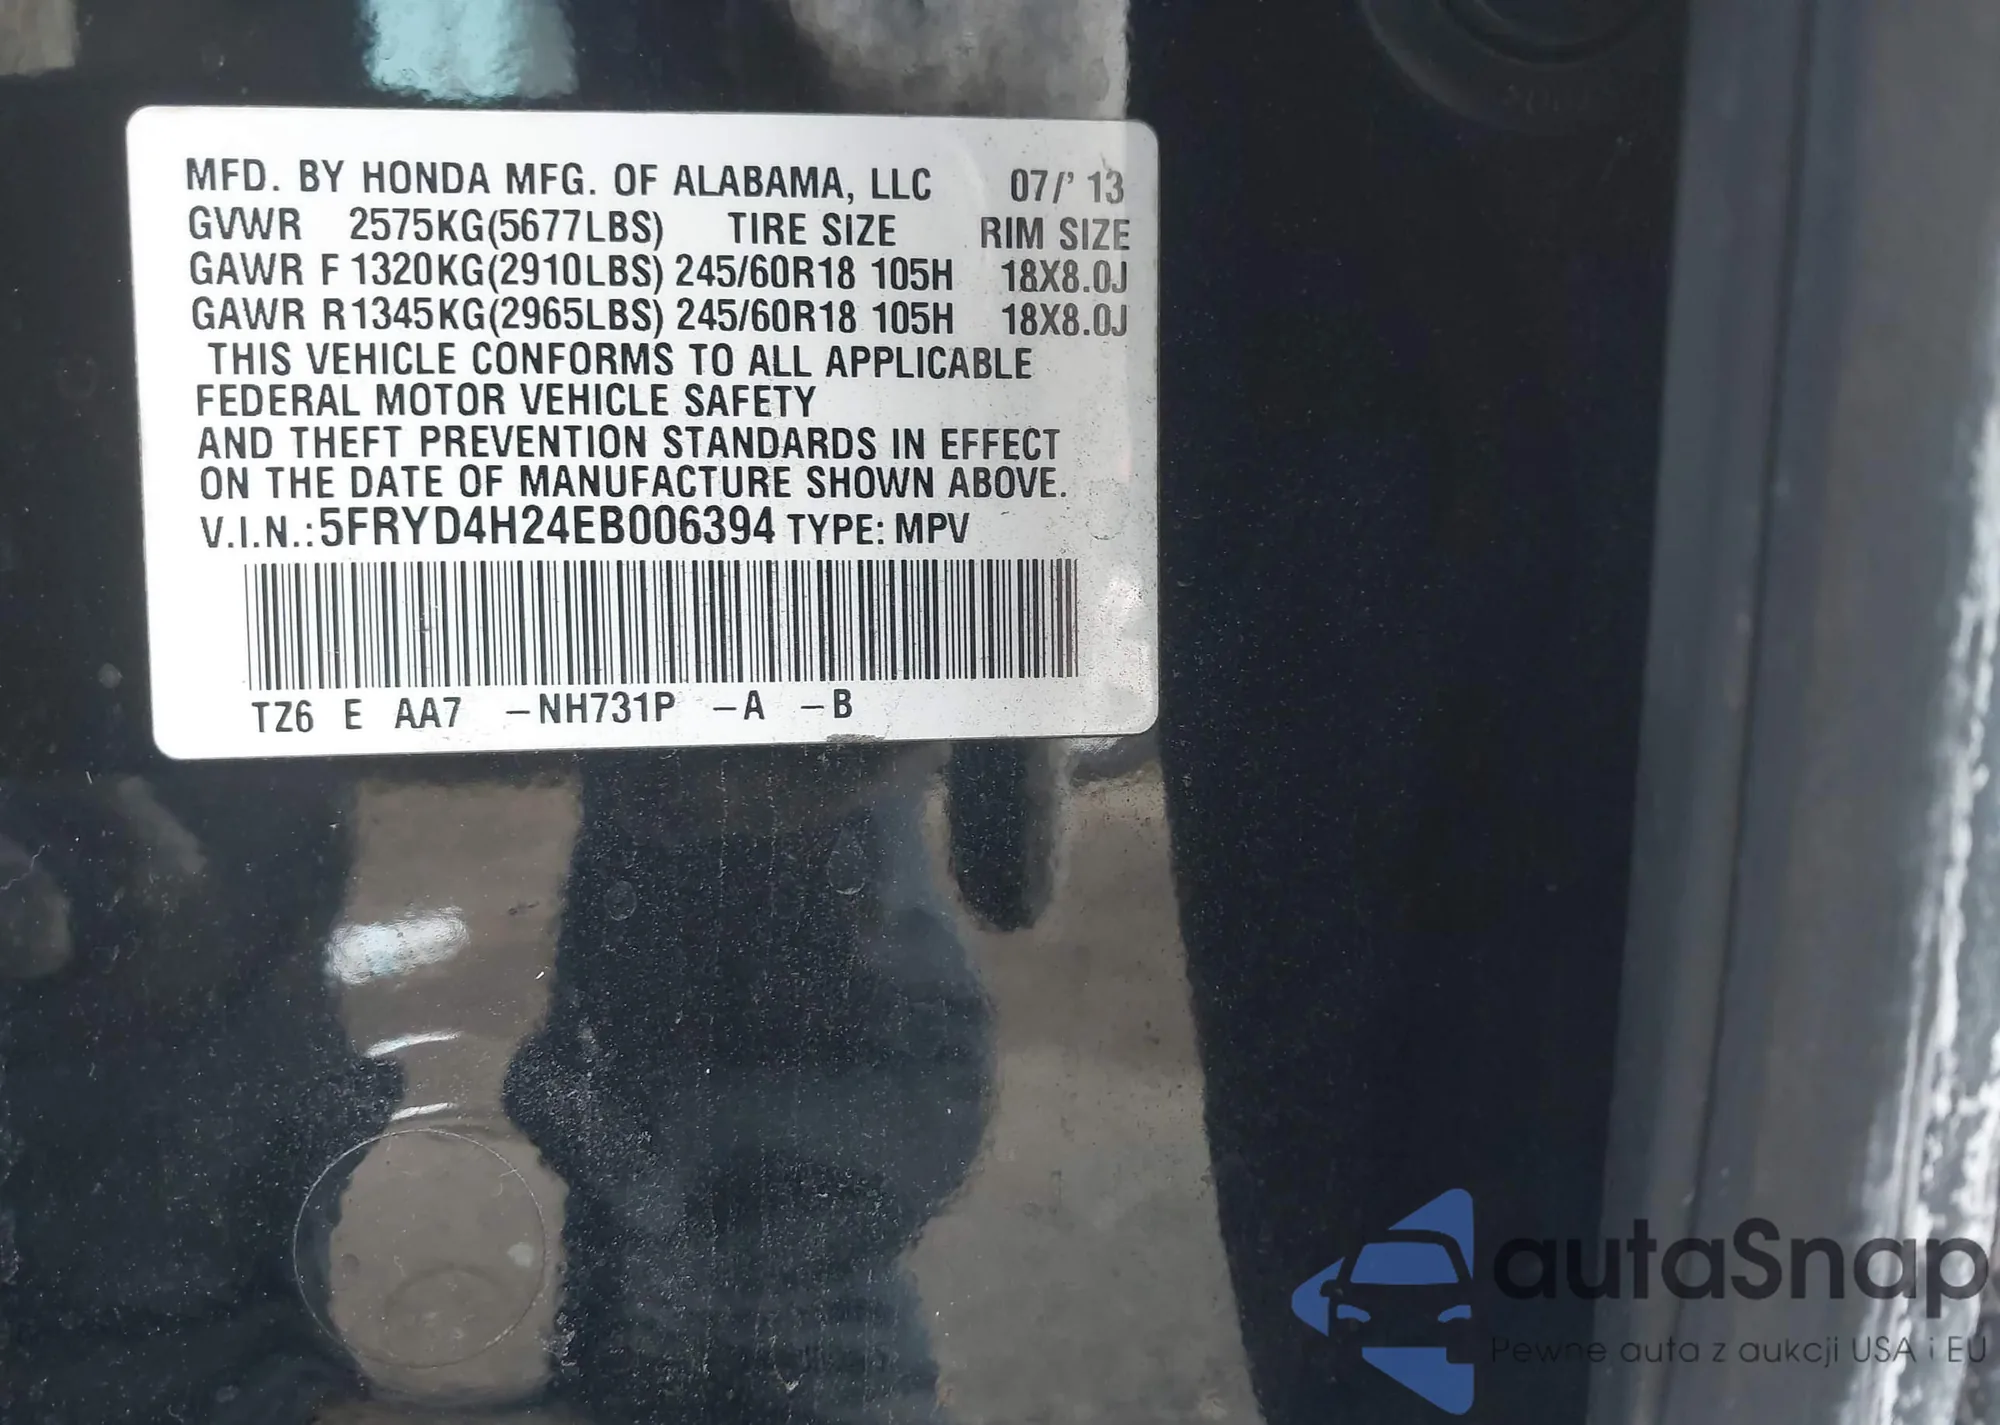 MFD. BY HONDA MFG. OF ALABAMA, LLC 07/' 13
GVWR 2575KG(5677LBS) TIRE SIZE RIM SIZE
GAWR F 1320KG(2910LBS) 245/60R18 105H 18X8.0J
GAWR R 1345KG(2965LBS) 245/60R18 105H 18X8.0J
THIS VEHICLE CONFORMS TO ALL APPLICABLE
FEDERAL MOTOR VEHICLE SAFETY
AND THEFT PREVENTION STANDARDS IN EFFECT
ON THE DATE OF MANUFACTURE SHOWN ABOVE.
V.I.N.: 5FRYD4H24EB006394 TYPE: MPV
TZ6 E AA7 -NH731P -A -B
autaSnap
Pewne auta z aukcji USA i EU